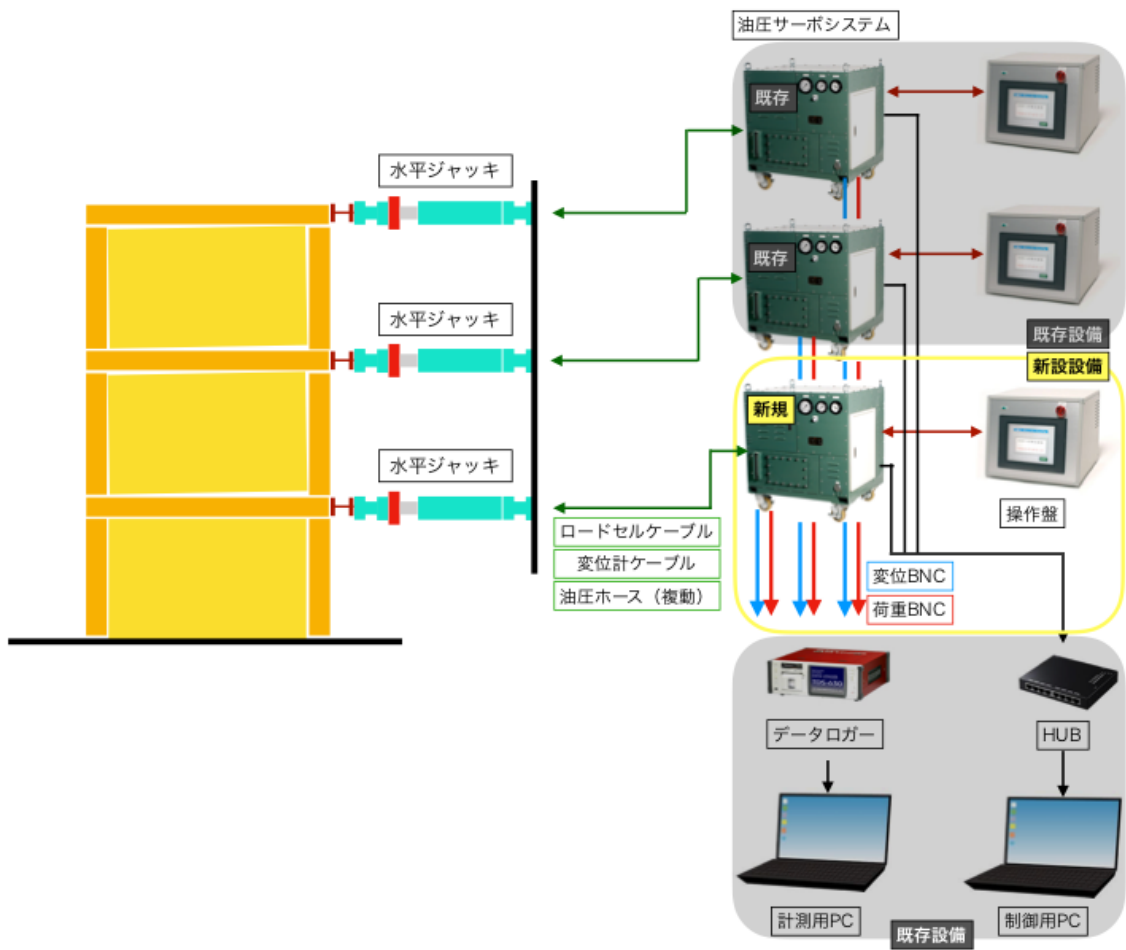 油圧サーボシステム
既存
水平ジャッキ
既存
水平ジャッキ
既存設備
新設設備
新規
水平ジャッキ
操作盤
ロードセルケーブル
変位計ケーブル
油圧ホース（複動）
変位BNC
荷重BNC
TDS-630
データロガー
HUB
計測用PC
制御用PC
既存設備